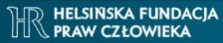 HR HELSIŃSKA FUNDACJA
PRAW CZŁOWIEKA